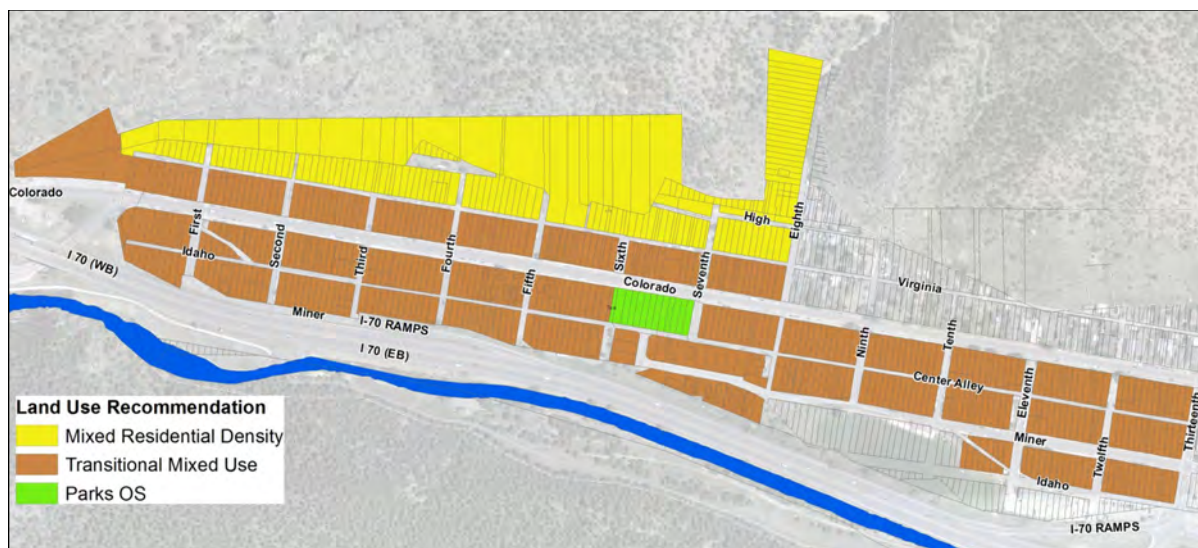 High
Eighth
Colorado
First
Second
Third
Fourth
Fifth
Sixth
Seventh
Virginia
Idaho
Colorado
I 70 (WB)
Miner
I-70 RAMPS
I 70 (EB)
Ninth
Tenth
Center Alley
Eleventh
Twelfth
Thirteenth
Miner
Idaho
I-70 RAMPS
Land Use Recommendation
Mixed Residential Density
Transitional Mixed Use
Parks OS